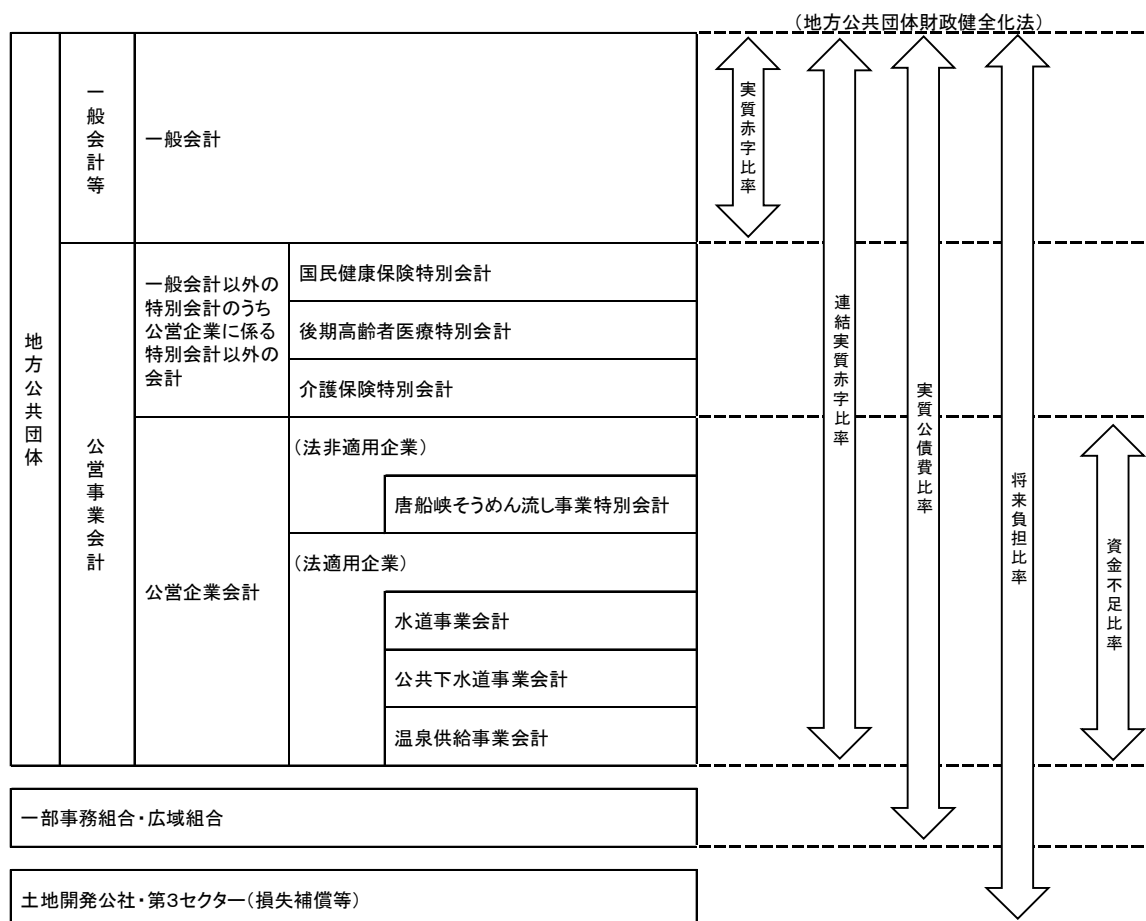 (地方公共団体財政健全化法)
地方公共団体
一般会計等
一般会計
実質赤字比率
連結実質赤字比率
実質公債費比率
将来負担比率
資金不足比率
公営事業会計
一般会計以外の
特別会計のうち
公営企業に係る
特別会計以外の
会計
国民健康保険特別会計
後期高齢者医療特別会計
介護保険特別会計
公営企業会計
(法非適用企業)
唐船峡そうめん流し事業特別会計
(法適用企業)
水道事業会計
公共下水道事業会計
温泉供給事業会計
一部事務組合・広域組合
土地開発公社・第3セクター(損失補償等)